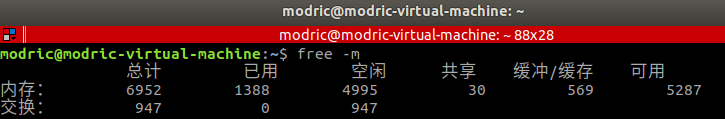 modric@modric-virtual-machine: ~
modric@modric-virtual-machine: ~ 88x28
modric@modric-virtual-machine:~$ free -m
总计 已用 空闲 共享 缓冲/缓存 可用
内存： 6952 1388 4995 30 569 5287
交换： 947 0 947